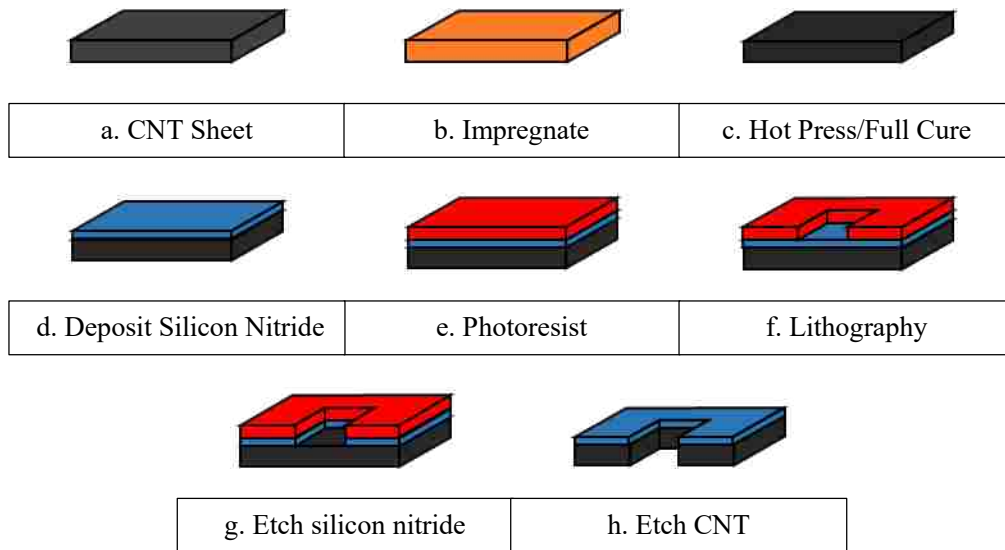 a. CNT Sheet
b. Impregnate
c. Hot Press/Full Cure
d. Deposit Silicon Nitride
e. Photoresist
f. Lithography
g. Etch silicon nitride
h. Etch CNT